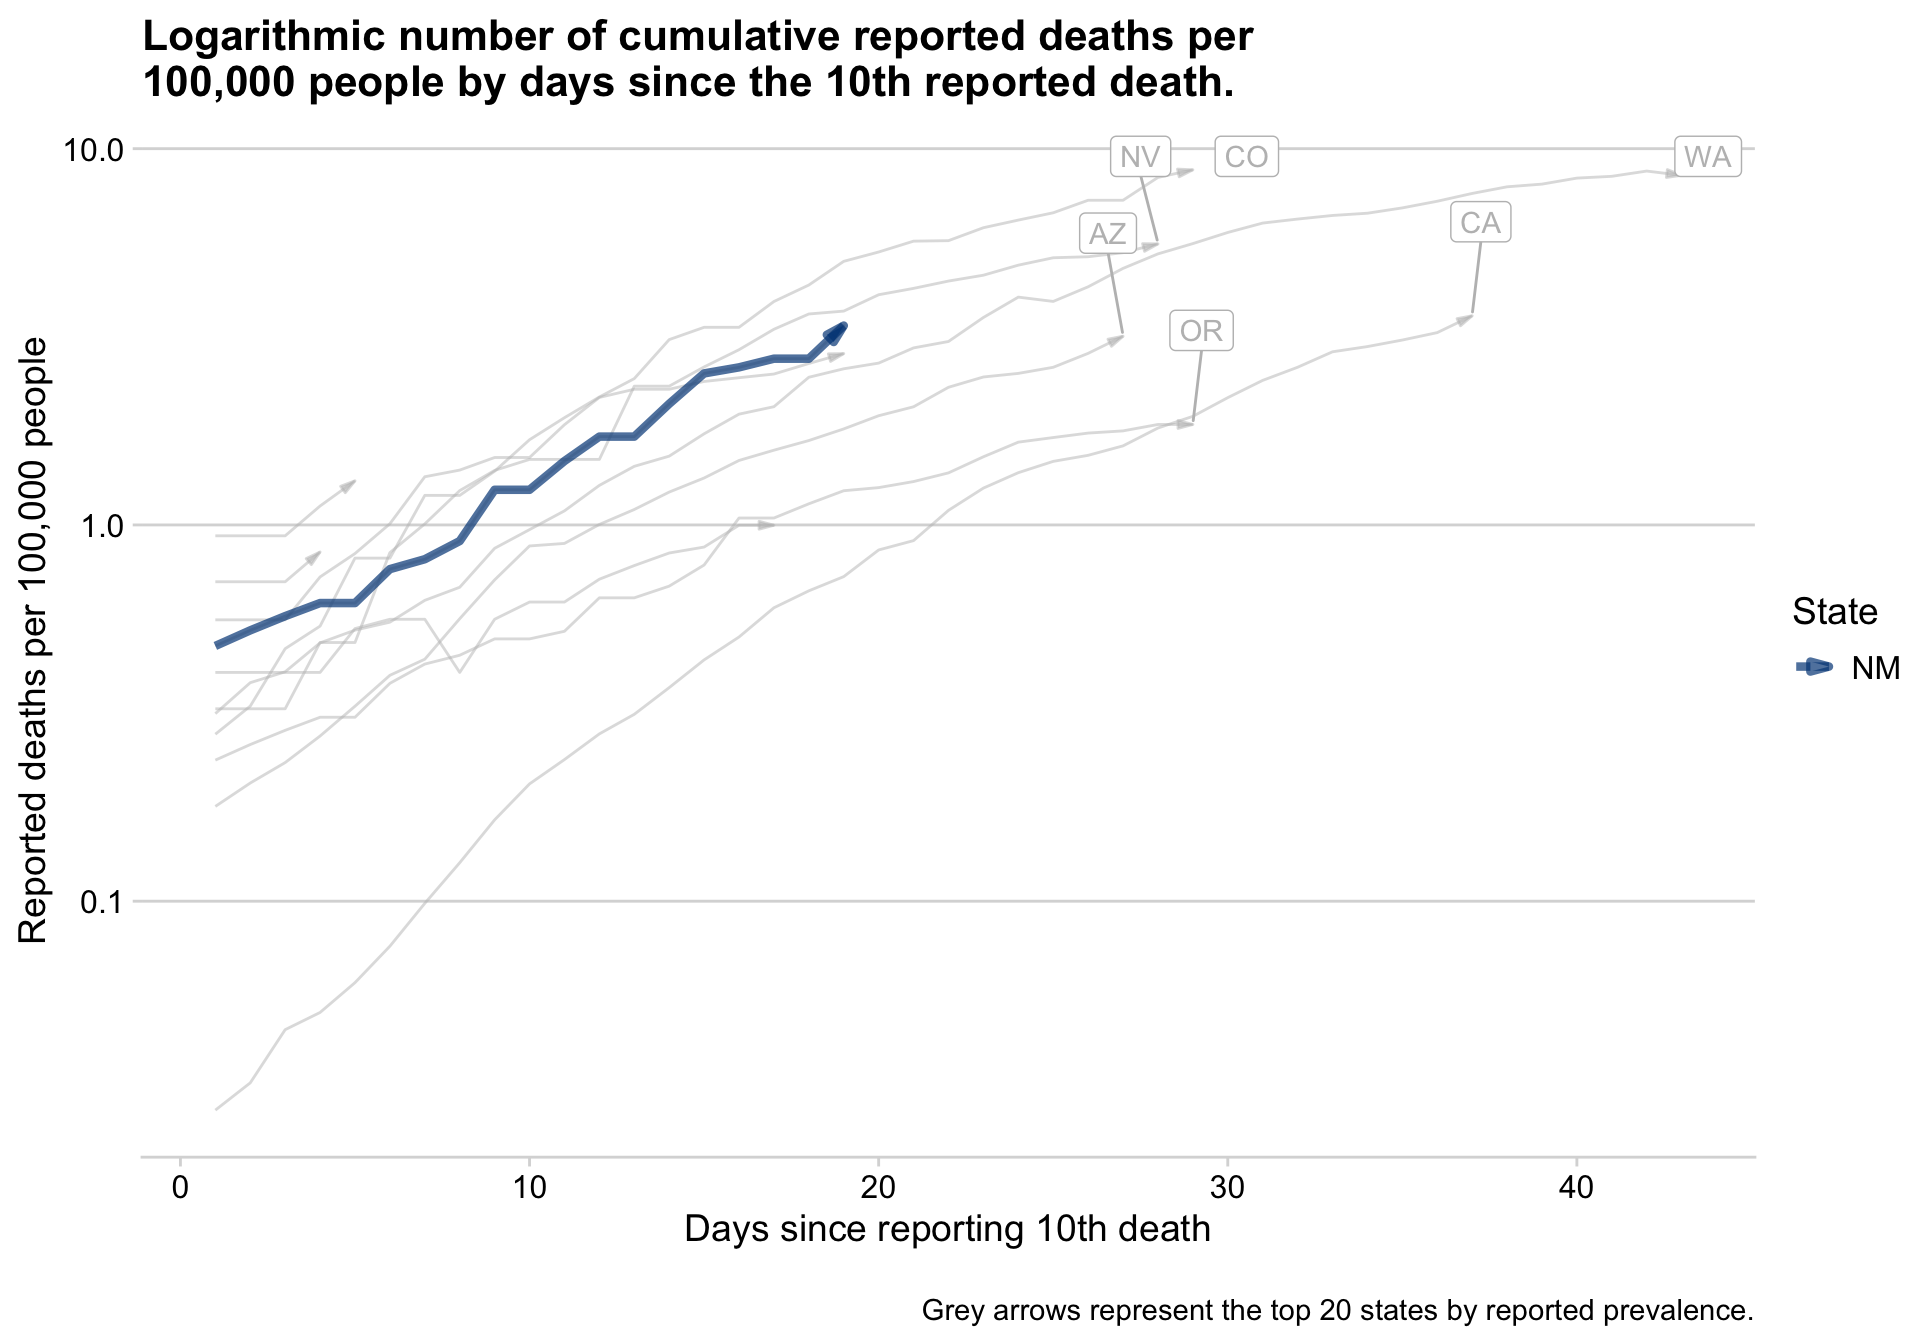 Logarithmic number of cumulative reported deaths per
100,000 people by days since the 10th reported death.
Reported deaths per 100,000 people
10.0
1.0
0.1
NV
CO
WA
AZ
CA
OR
State
NM
0
10
20
30
40
Days since reporting 10th death
Grey arrows represent the top 20 states by reported prevalence.